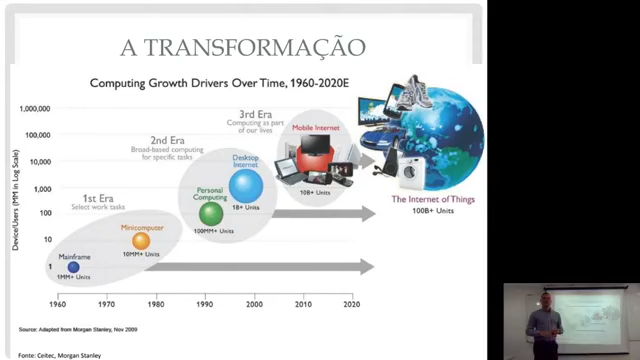 A TRANSFORMAÇÃO
Computing Growth Drivers Over Time, 1960-2020E
Device/Users (MM in Log Scale)
1,000,000
100,000
10,000
1,000
100
10
1
1st Era
Select work tasks
2nd Era
Broad-based computing
for specific tasks
3rd Era
Computing as part
of our lives
Mainframe
1MM+ Units
Minicomputer
10MM+ Units
Personal
Computing
100MM+ Units
Desktop
Internet
1B+ Units
Mobile Internet
10B+ Units
The Internet of Things
100B+ Units
1960
1970
1980
1990
2000
2010
2020
Source: Adapted from Morgan Stanley, Nov 2009
Fonte: Ceitec, Morgan Stanley